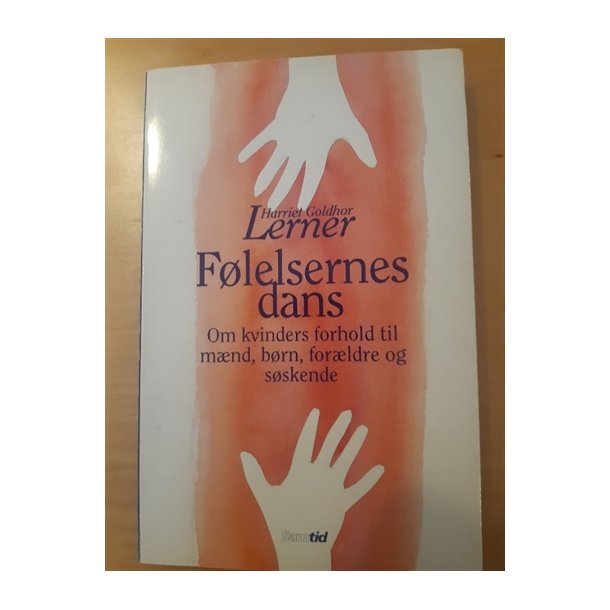 Harriet Goldhor
Lerner
Følelsernes
dans
Om kvinders forhold til
mænd, børn, forældre og
søskende
Samtid